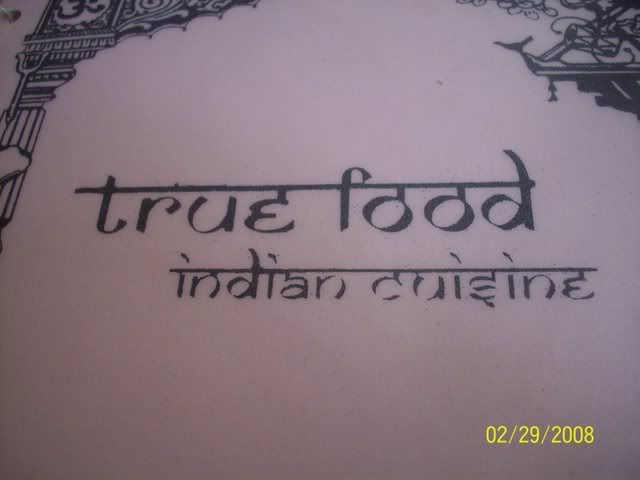 ॐ
true food
indian cuisine
02/29/2008